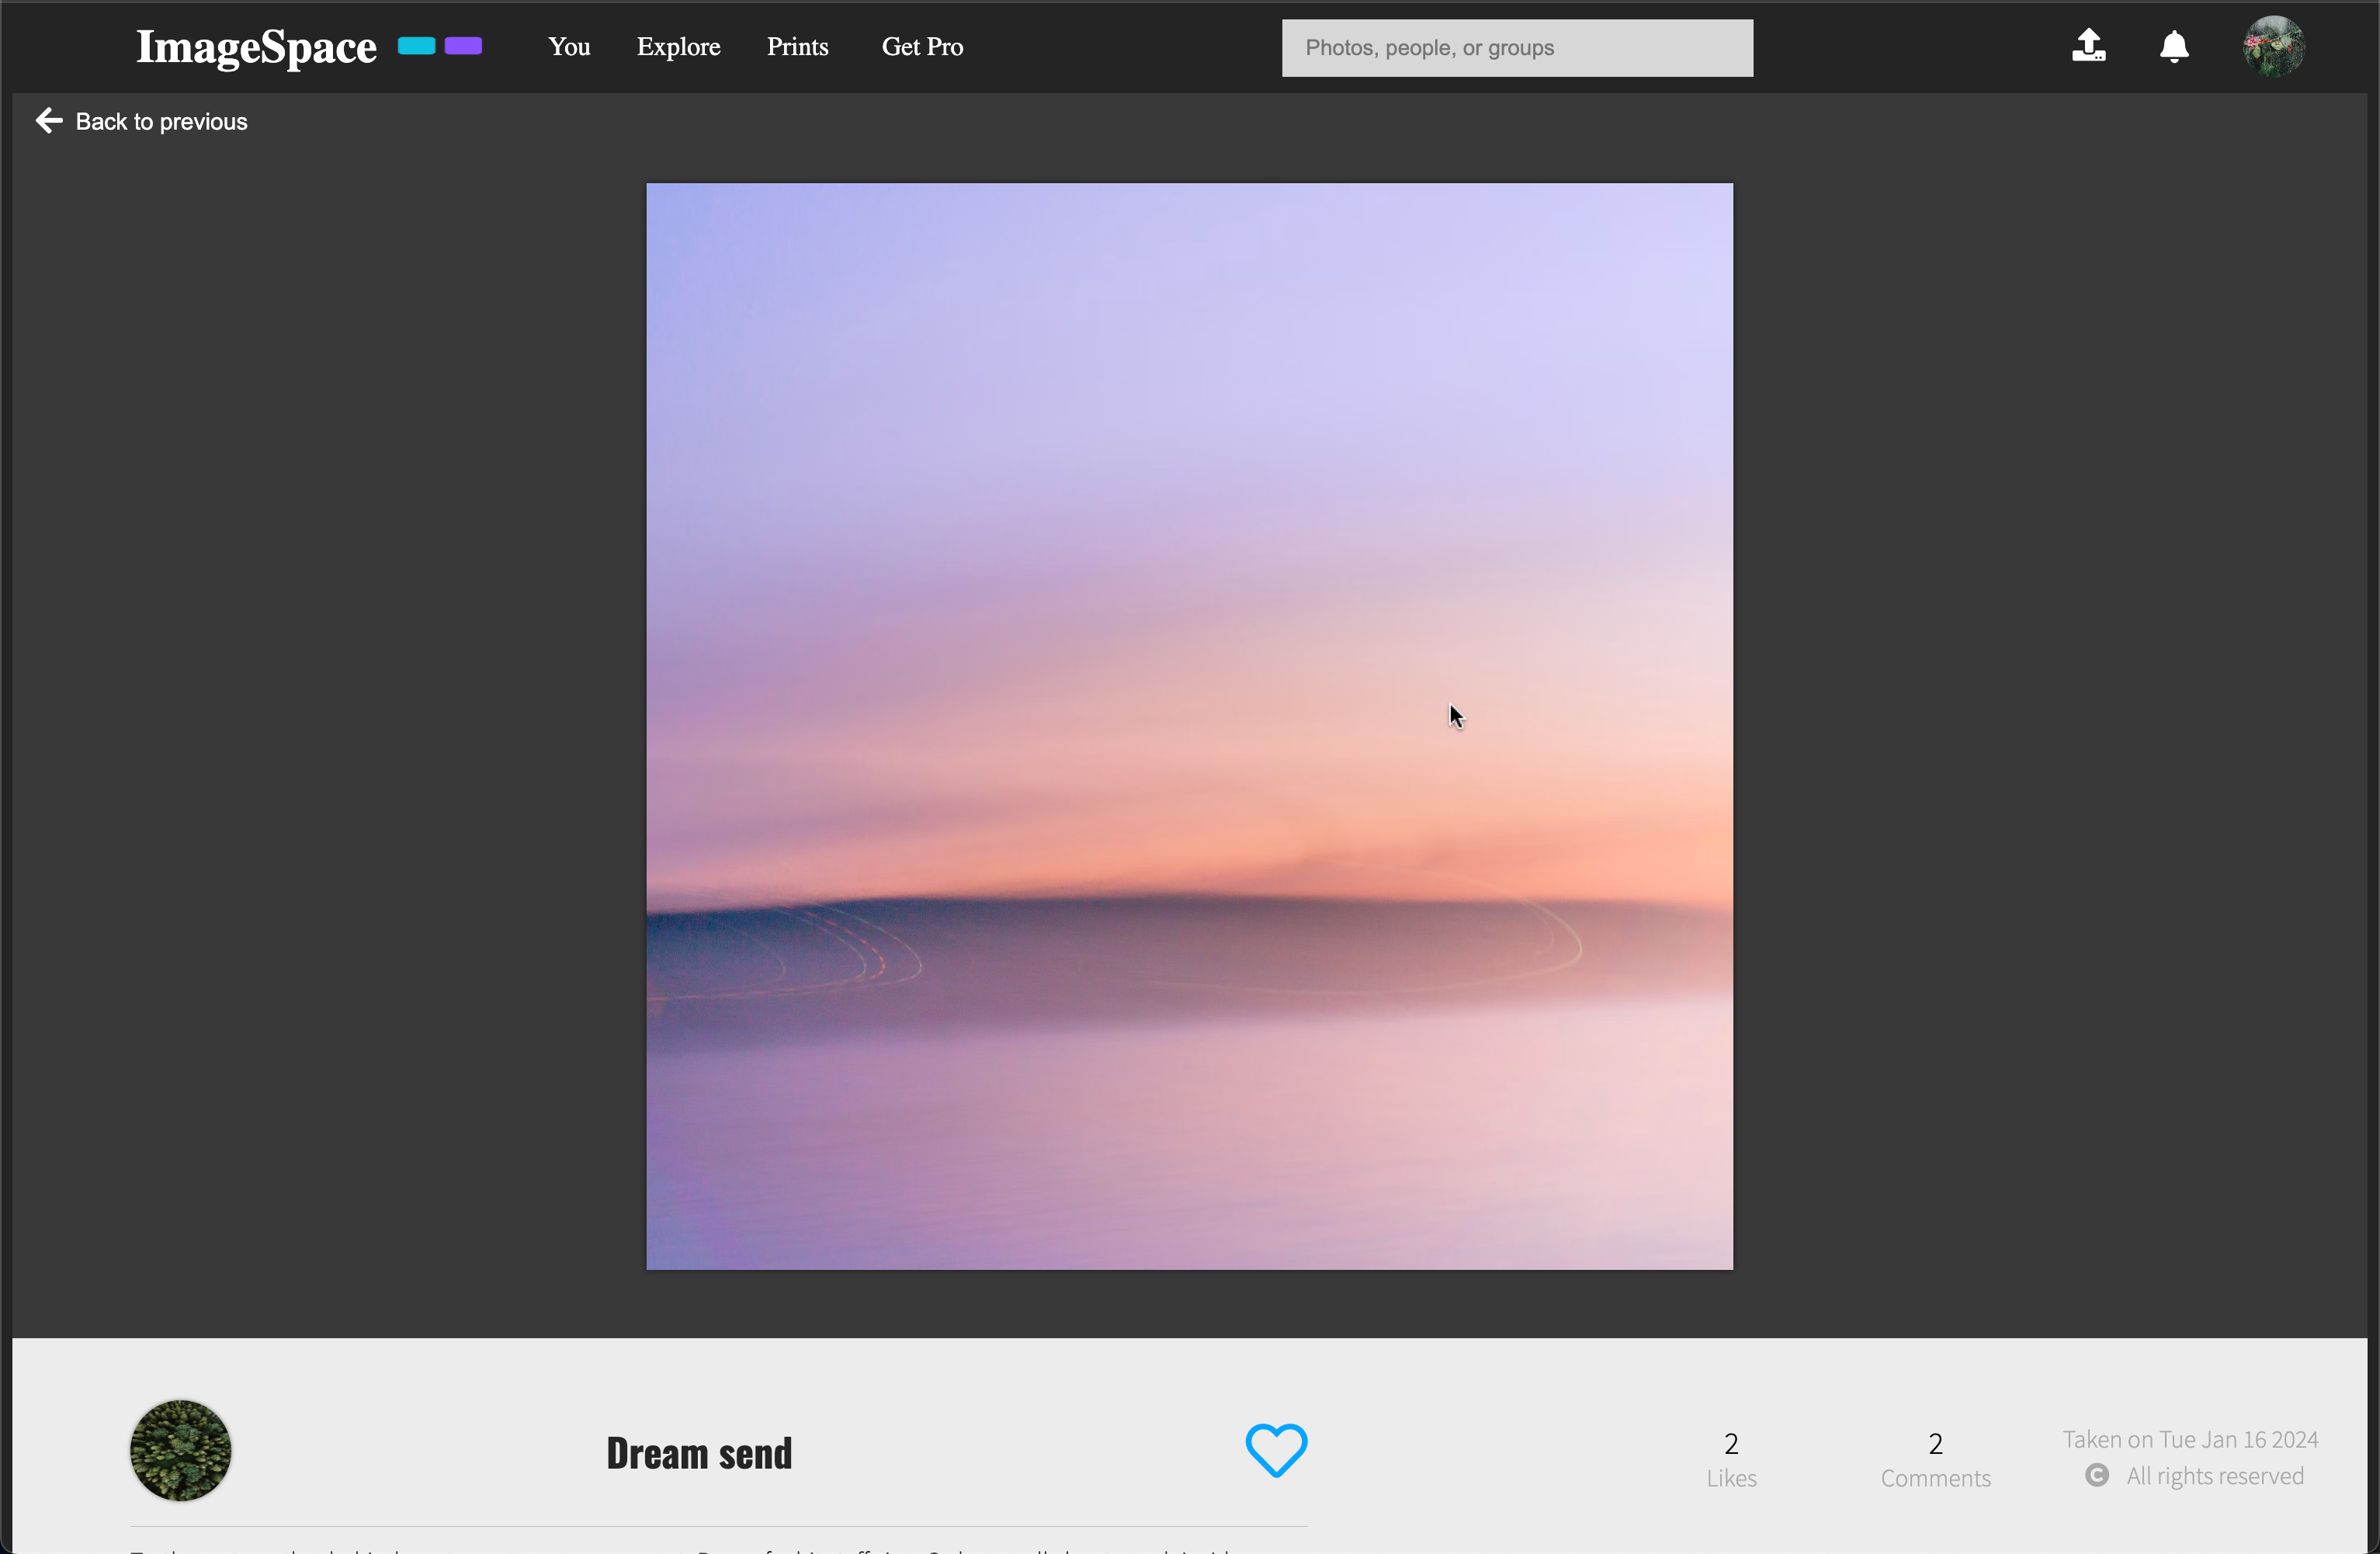 ImageSpace You Explore Prints Get Pro Photos, people, or groups
Back to previous
Dream send
2
Likes
2
Comments
Taken on Tue Jan 16 2024
All rights reserved